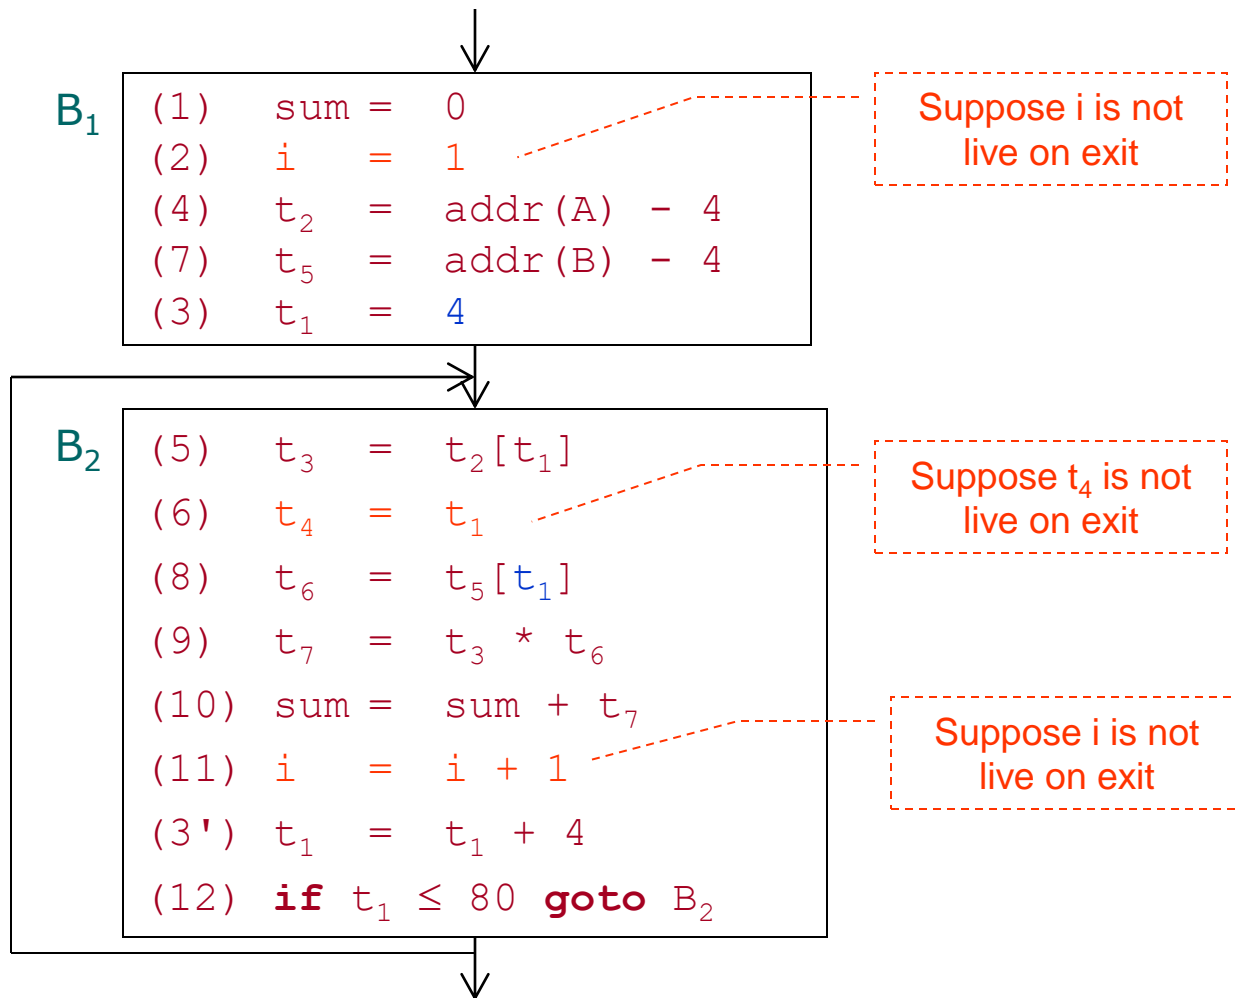 B₁
(1) sum = 0
(2) i = 1
(4) t₂ = addr(A) - 4
(7) t₅ = addr(B) - 4
(3) t₁ = 4
Suppose i is not
live on exit
B₂
(5) t₃ = t₂[t₁]
(6) t₄ = t₁
(8) t₆ = t₅[t₁]
(9) t₇ = t₃ * t₆
(10) sum = sum + t₇
(11) i = i + 1
(3') t₁ = t₁ + 4
(12) if t₁ ≤ 80 goto B₂
Suppose t₄ is not
live on exit
Suppose i is not
live on exit